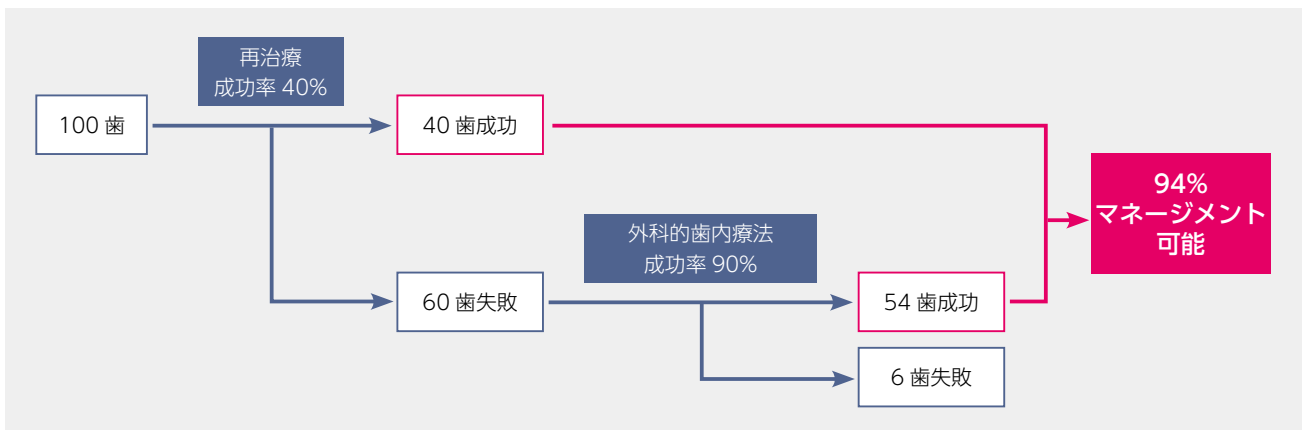 再治療
成功率 40%
100 歯
40 歯成功
94%
マネージメント
可能
外科的歯内療法
成功率 90%
60 歯失敗
54 歯成功
6 歯失敗